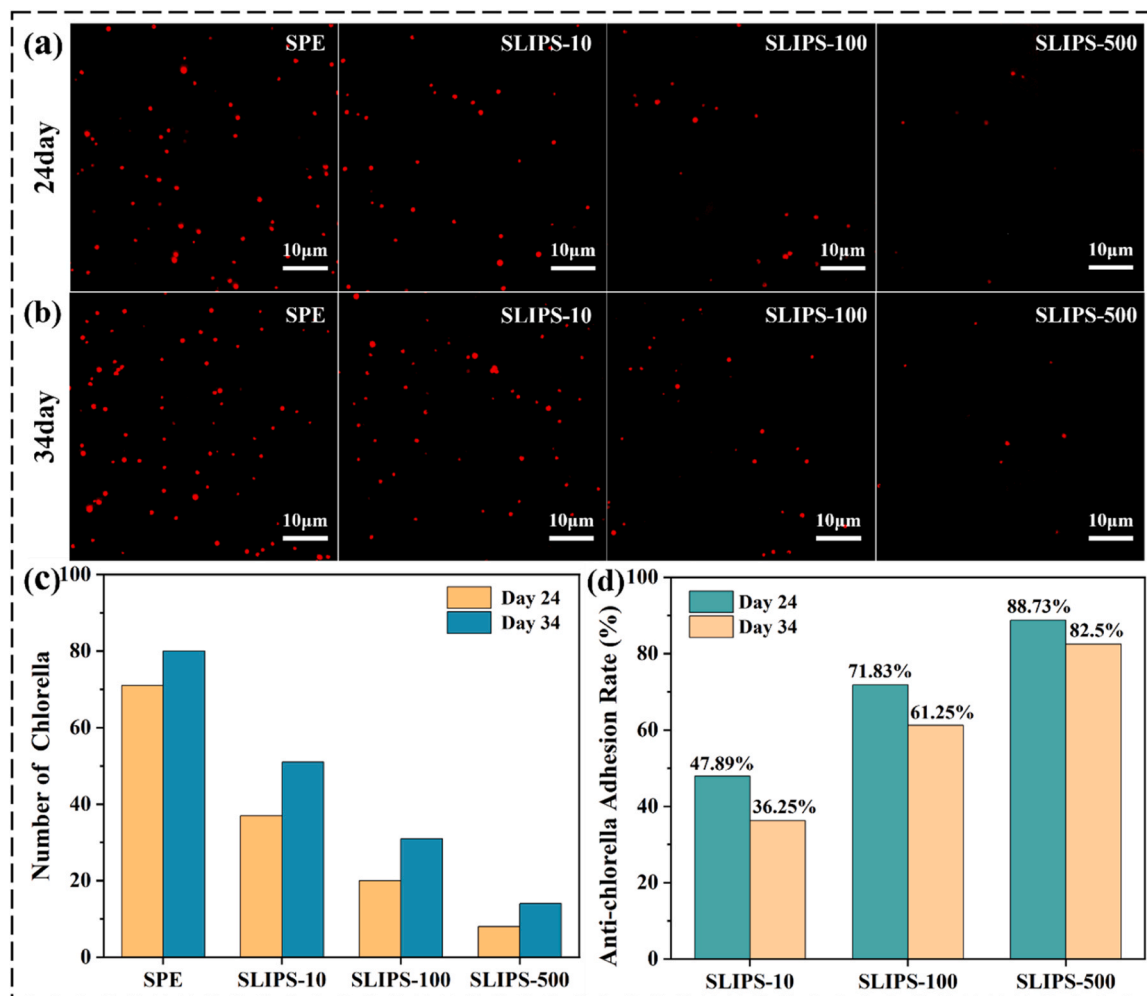 (a)
SPE
SLIPS-10
SLIPS-100
SLIPS-500
24day
10μm
10μm
10μm
10μm
(b)
SPE
SLIPS-10
SLIPS-100
SLIPS-500
34day
10μm
10μm
10μm
10μm
(c)
100
80
60
40
20
0
Number of Chlorella
Day 24
Day 34
SPE
SLIPS-10
SLIPS-100
SLIPS-500
(d)
100
80
60
40
20
0
Anti-chlorella Adhesion Rate (%)
Day 24
Day 34
47.89%
36.25%
71.83%
61.25%
88.73%
82.5%
SLIPS-10
SLIPS-100
SLIPS-500